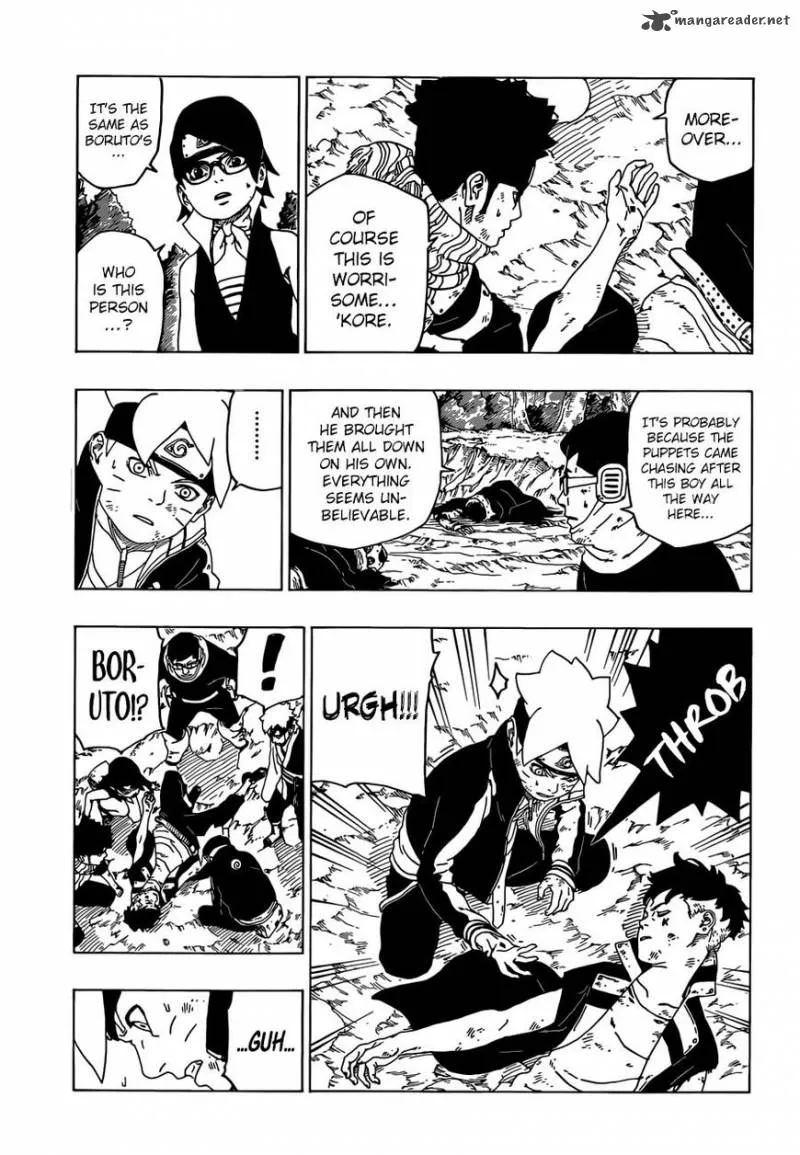 mangareader.net
MORE-
OVER...
OF
COURSE
THIS IS
WORRI-
SOME...
'KORE.
IT'S THE
SAME AS
BORUTO'S
...
WHO
IS THIS
PERSON
...?
IT'S PROBABLY
BECAUSE THE
PUPPETS CAME
CHASING AFTER
THIS BOY ALL
THE WAY
HERE...
AND THEN
HE BROUGHT
THEM ALL DOWN
ON HIS OWN.
EVERYTHING
SEEMS UN-
BELIEVABLE.
.........
THROB
URGH!!!
!
BOR-
UTO!?
...GUH...